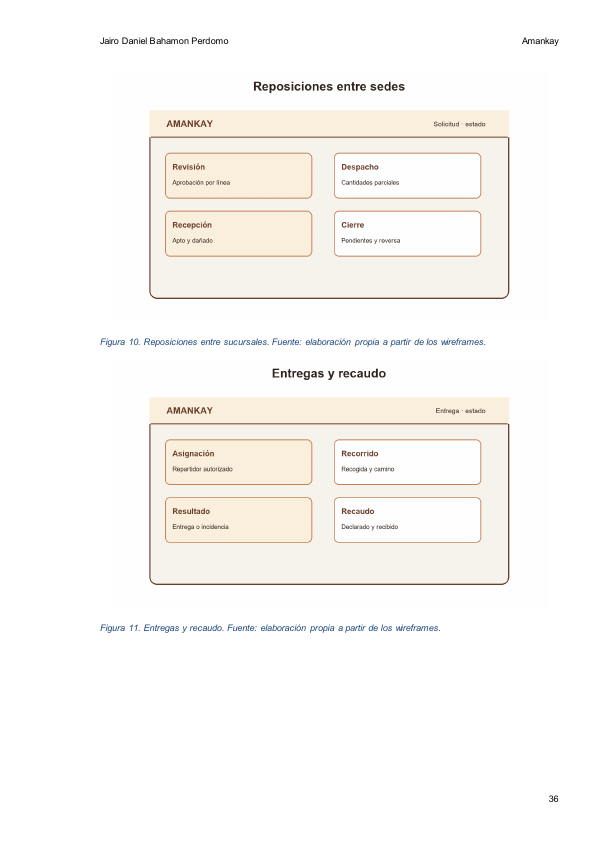 Jairo Daniel Bahamon Perdomo Amankay
Reposiciones entre sedes
AMANKAY Solicitud · estado
Revisión Despacho
Aprobación por línea Cantidades parciales
Recepción Cierre
Apto y dañado Pendientes y reversa
Figura 10. Reposiciones entre sucursales. Fuente: elaboración propia a partir de los wireframes.
Entregas y recaudo
AMANKAY Entrega · estado
Asignación Recorrido
Repartidor autorizado Recogida y camino
Resultado Recaudo
Entrega o incidencia Declarado y recibido
Figura 11. Entregas y recaudo. Fuente: elaboración propia a partir de los wireframes.
36